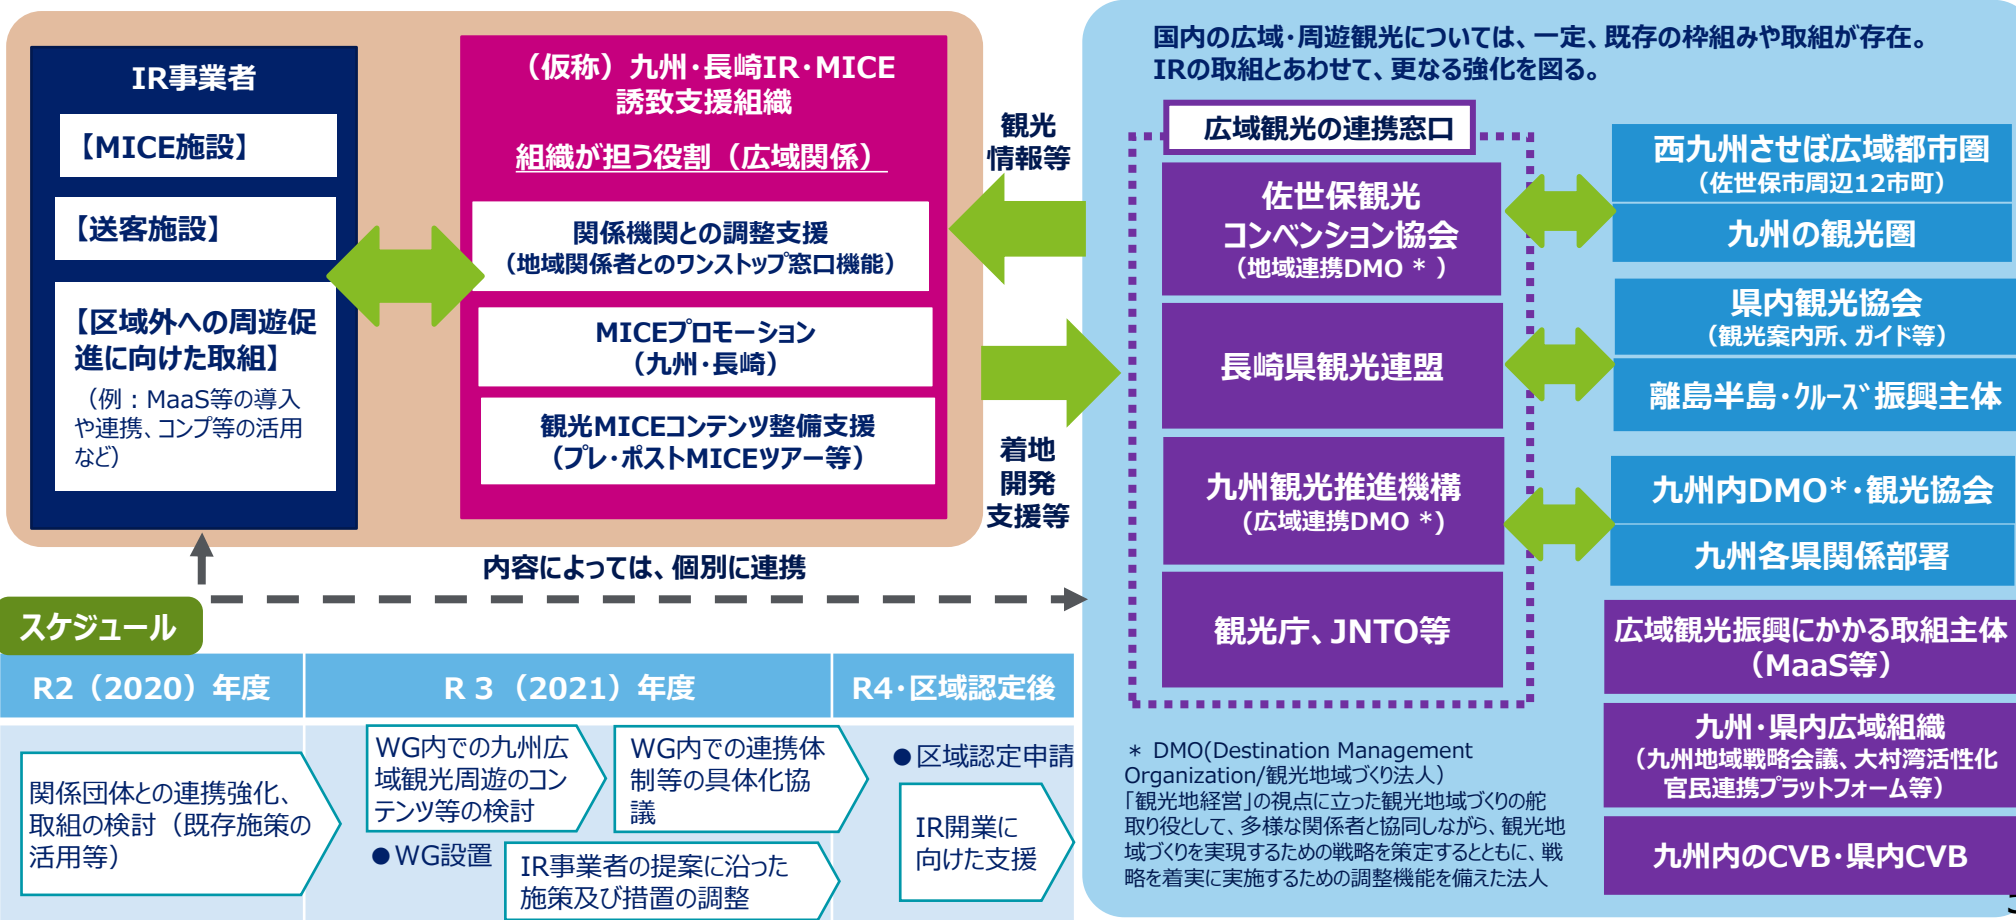 IR事業者
【MICE施設】
【送客施設】
【区域外への周遊促
進に向けた取組】
（例：MaaS等の導入
や連携、コンプ等の活用
など）
（仮称）九州・長崎IR・MICE
誘致支援組織
組織が担う役割（広域関係）
関係機関との調整支援
（地域関係者とのワンストップ窓口機能）
MICEプロモーション
（九州・長崎）
観光MICEコンテンツ整備支援
（プレ・ポストMICEツアー等）
観光
情報等
着地
開発
支援等
内容によっては、個別に連携
国内の広域・周遊観光については、一定、既存の枠組みや取組が存在。
IRの取組とあわせて、更なる強化を図る。
広域観光の連携窓口
佐世保観光
コンベンション協会
（地域連携DMO＊）
長崎県観光連盟
九州観光推進機構
(広域連携DMO ＊)
観光庁、JNTO等
西九州させぼ広域都市圏
（佐世保市周辺12市町）
九州の観光圏
県内観光協会
（観光案内所、ガイド等）
離島半島・ｸﾙｰｽﾞ振興主体
九州内DMO＊・観光協会
九州各県関係部署
広域観光振興にかかる取組主体
（MaaS等）
九州・県内広域組織
（九州地域戦略会議、大村湾活性化
官民連携プラットフォーム等）
九州内のCVB・県内CVB
＊ DMO(Destination Management
Organization/観光地域づくり法人）
「観光地経営」の視点に立った観光地域づくりの舵
取り役として、多様な関係者と協同しながら、観光地
域づくりを実現するための戦略を策定するとともに、戦
略を着実に実施するための調整機能を備えた法人
スケジュール
R2（2020）年度
R３（2021）年度
R4・区域認定後
関係団体との連携強化、
取組の検討（既存施策の
活用等）
WG内での九州広
域観光周遊のコン
テンツ等の検討
●WG設置
WG内での連携体
制等の具体化協
議
IR事業者の提案に沿った
施策及び措置の調整
●区域認定申請
IR開業に
向けた支援